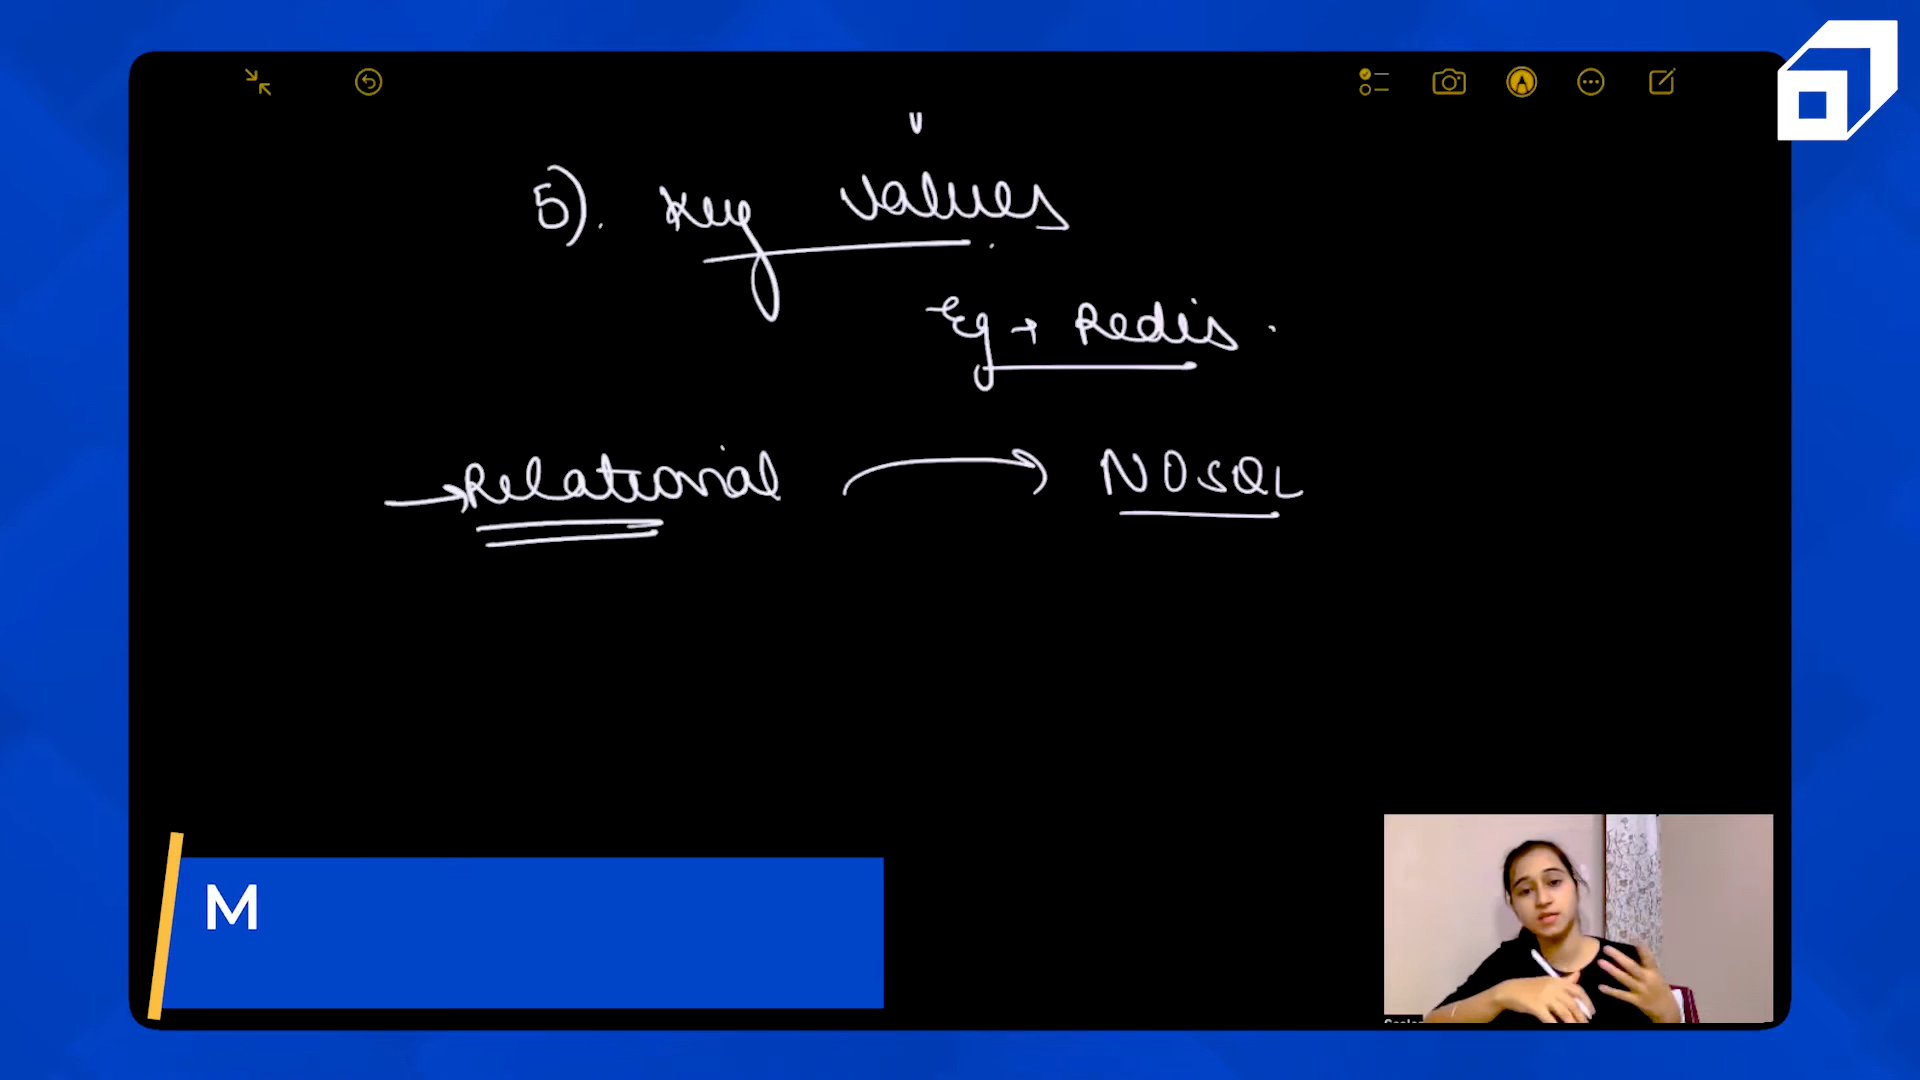 5). Key Values
Eg → Redis.
→ Relational → NOSQL
M